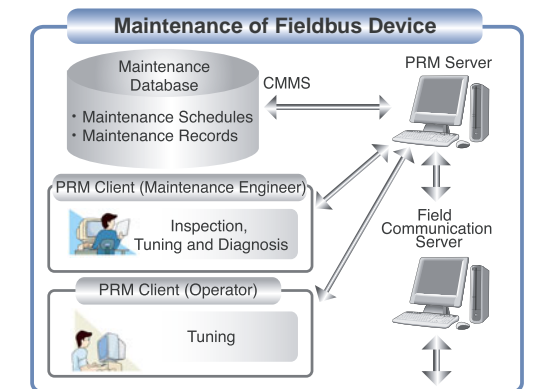 Maintenance of Fieldbus Device
Maintenance
Database
• Maintenance Schedules
• Maintenance Records
CMMS
PRM Server
PRM Client (Maintenance Engineer)
Inspection,
Tuning and Diagnosis
Field
Communication
Server
PRM Client (Operator)
Tuning